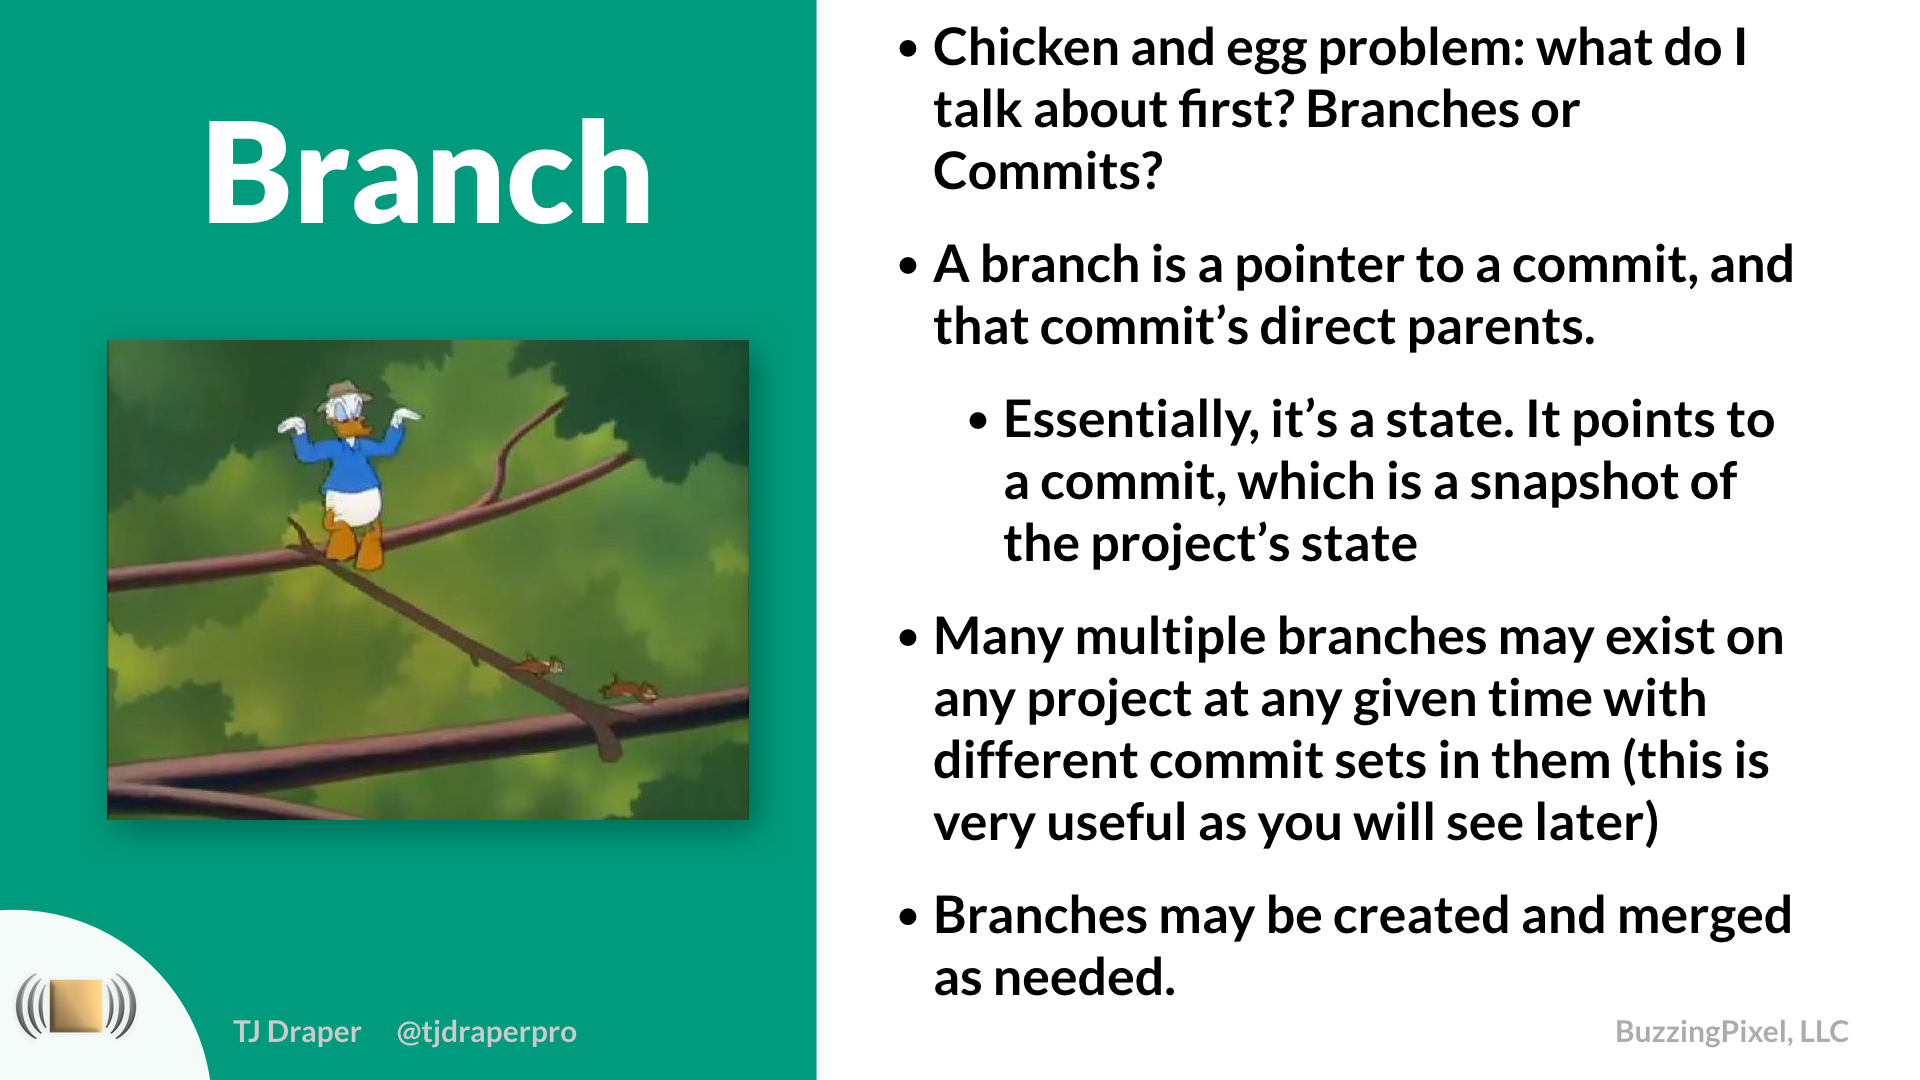 Branch
• Chicken and egg problem: what do I
talk about first? Branches or
Commits?
• A branch is a pointer to a commit, and
that commit’s direct parents.
• Essentially, it’s a state. It points to
a commit, which is a snapshot of
the project’s state
• Many multiple branches may exist on
any project at any given time with
different commit sets in them (this is
very useful as you will see later)
• Branches may be created and merged
as needed.
TJ Draper @tjdraperpro
BuzzingPixel, LLC